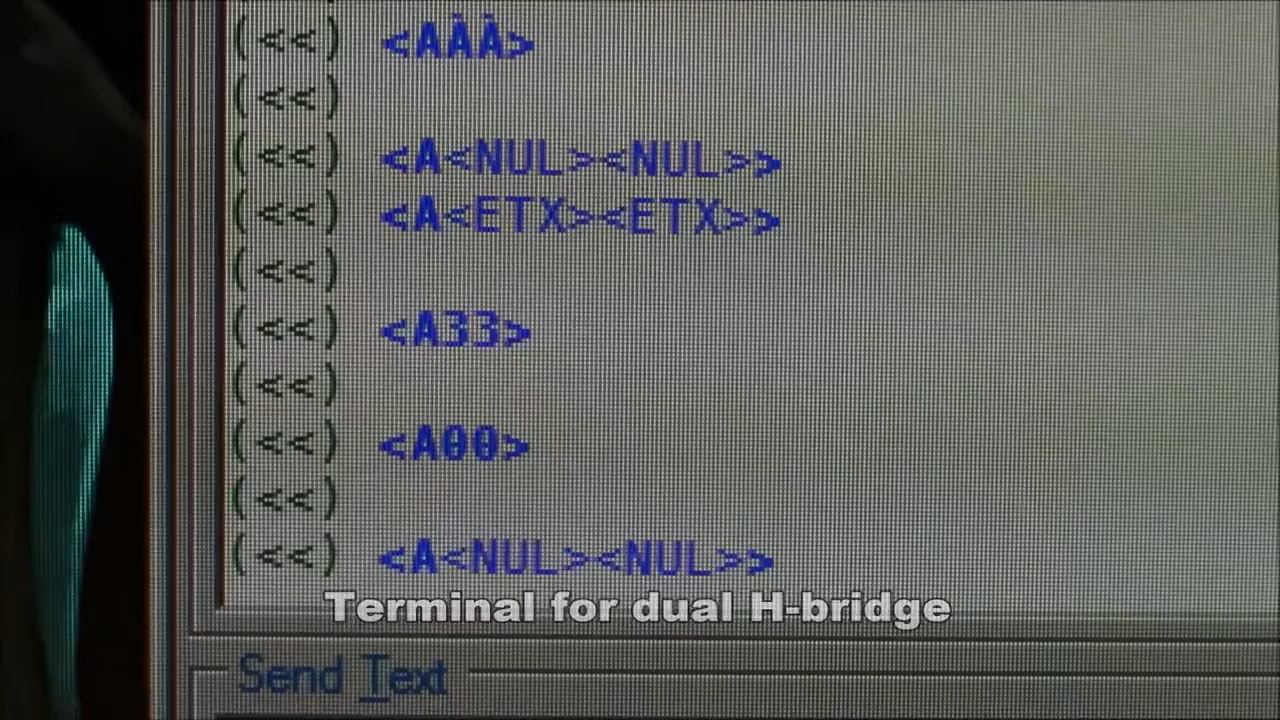 (<<) <AÀÀ>
(<<)
(<<) <A<NUL><NUL>>
(<<) <A<ETX><ETX>>
(<<)
(<<) <A33>
(<<)
(<<) <A00>
(<<)
(<<) <A<NUL><NUL>>
Terminal for dual H-bridge
Send Text